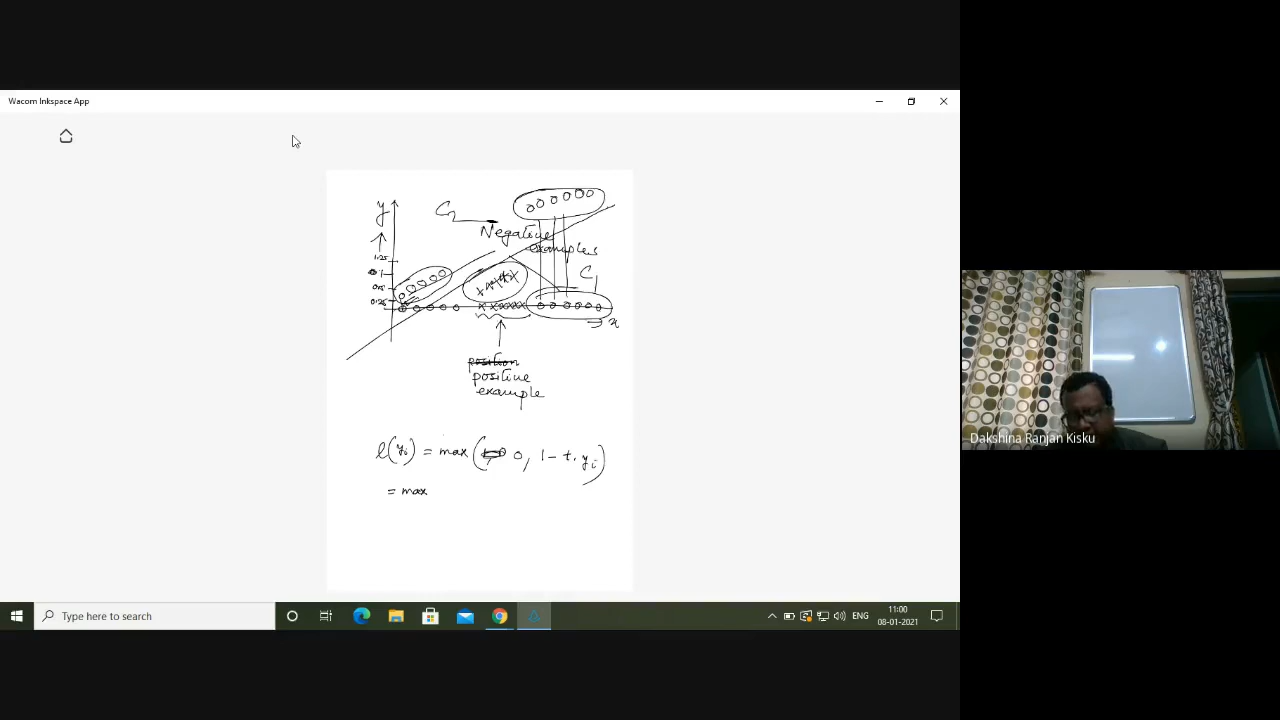 Wacom Inkspace App
y
C2
Negative
examples
C1
1.25
1
0.5
0.25
x
position
positive
example
l(yi) = max(0, 1 - t. yi)
= max
Dakshina Ranjan Kisku
Type here to search
ENG
11:00
08-01-2021